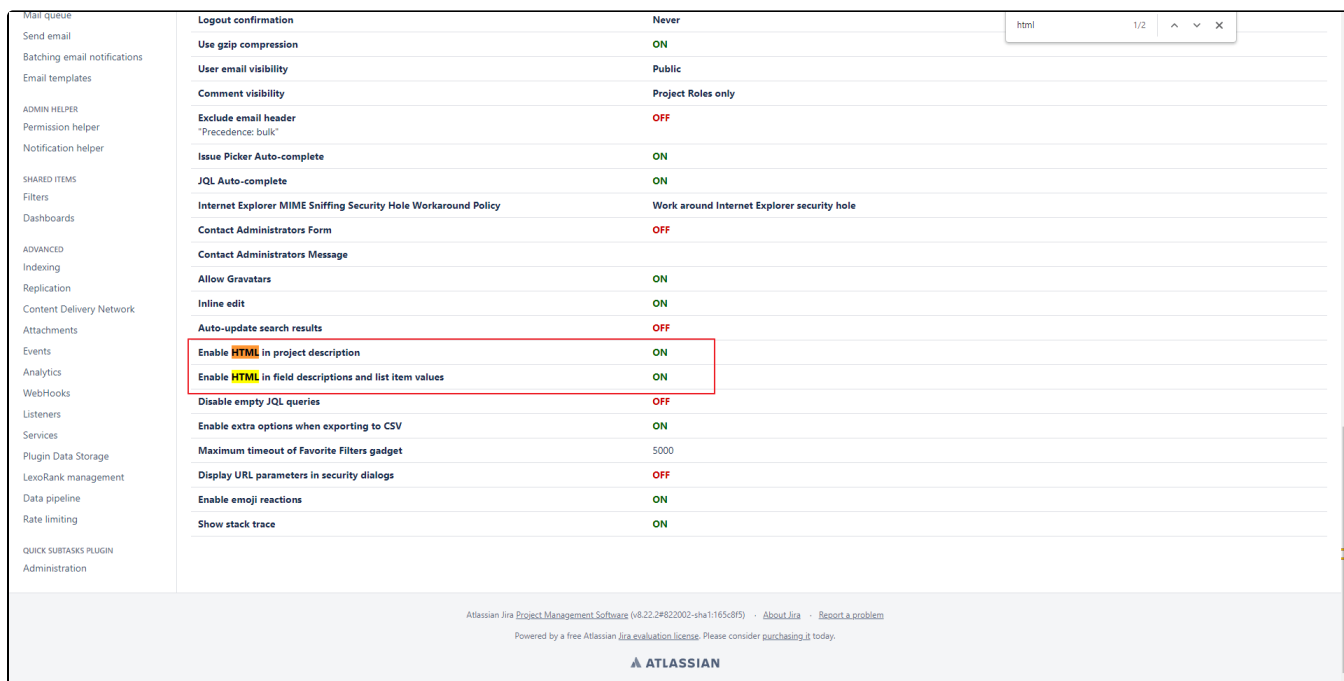 Mail queue
Send email
Batching email notifications
Email templates
ADMIN HELPER
Permission helper
Notification helper
SHARED ITEMS
Filters
Dashboards
ADVANCED
Indexing
Replication
Content Delivery Network
Attachments
Events
Analytics
WebHooks
Listeners
Services
Plugin Data Storage
LexoRank management
Data pipeline
Rate limiting
QUICK SUBTASKS PLUGIN
Administration
html 1/2
Logout confirmation Never
Use gzip compression ON
User email visibility Public
Comment visibility Project Roles only
Exclude email header OFF
"Precedence: bulk"
Issue Picker Auto-complete ON
JQL Auto-complete ON
Internet Explorer MIME Sniffing Security Hole Workaround Policy Work around Internet Explorer security hole
Contact Administrators Form OFF
Contact Administrators Message
Allow Gravatars ON
Inline edit ON
Auto-update search results OFF
Enable HTML in project description ON
Enable HTML in field descriptions and list item values ON
Disable empty JQL queries OFF
Enable extra options when exporting to CSV ON
Maximum timeout of Favorite Filters gadget 5000
Display URL parameters in security dialogs OFF
Enable emoji reactions ON
Show stack trace ON
Atlassian Jira Project Management Software (v8.22.2#822002-sha1:165c8f5) · About Jira · Report a problem
Powered by a free Atlassian Jira evaluation license. Please consider purchasing it today.
ATLASSIAN